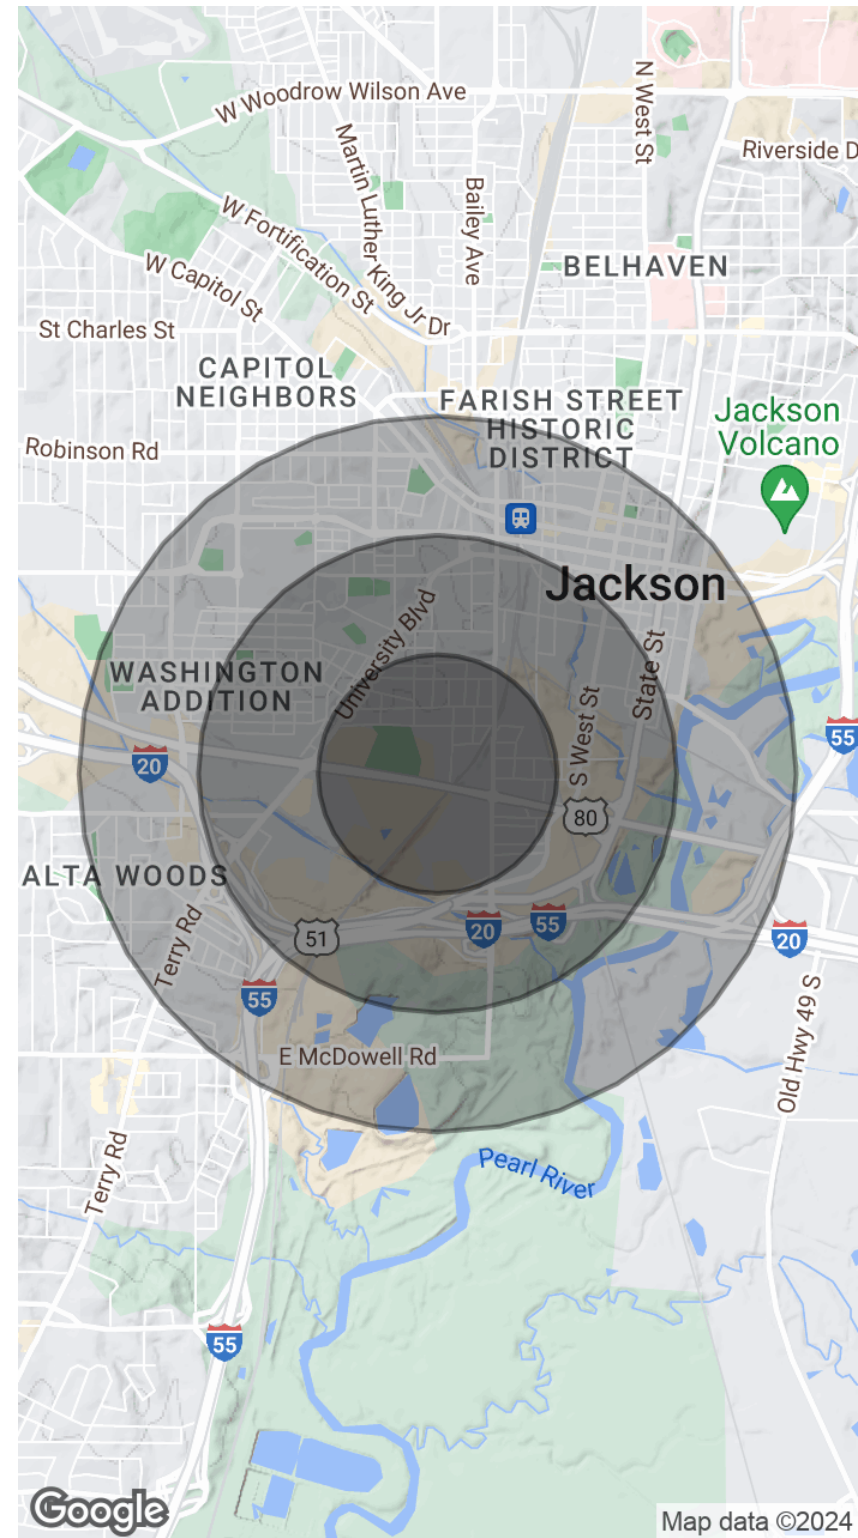 W Woodrow Wilson Ave
N West St
Riverside D
Martin Luther King Jr Dr
Bailey Ave
W Fortification St
W Capitol St
BELHAVEN
St Charles St
CAPITOL
NEIGHBORS
FARISH STREET
HISTORIC
DISTRICT
Jackson
Volcano
Robinson Rd
Jackson
University Blvd
State St
WASHINGTON
ADDITION
S West St
55
20
80
ALTA WOODS
Terry Rd
51
20
55
20
55
Old Hwy 49 S
E McDowell Rd
Terry Rd
Pearl River
55
Google
Map data ©2024